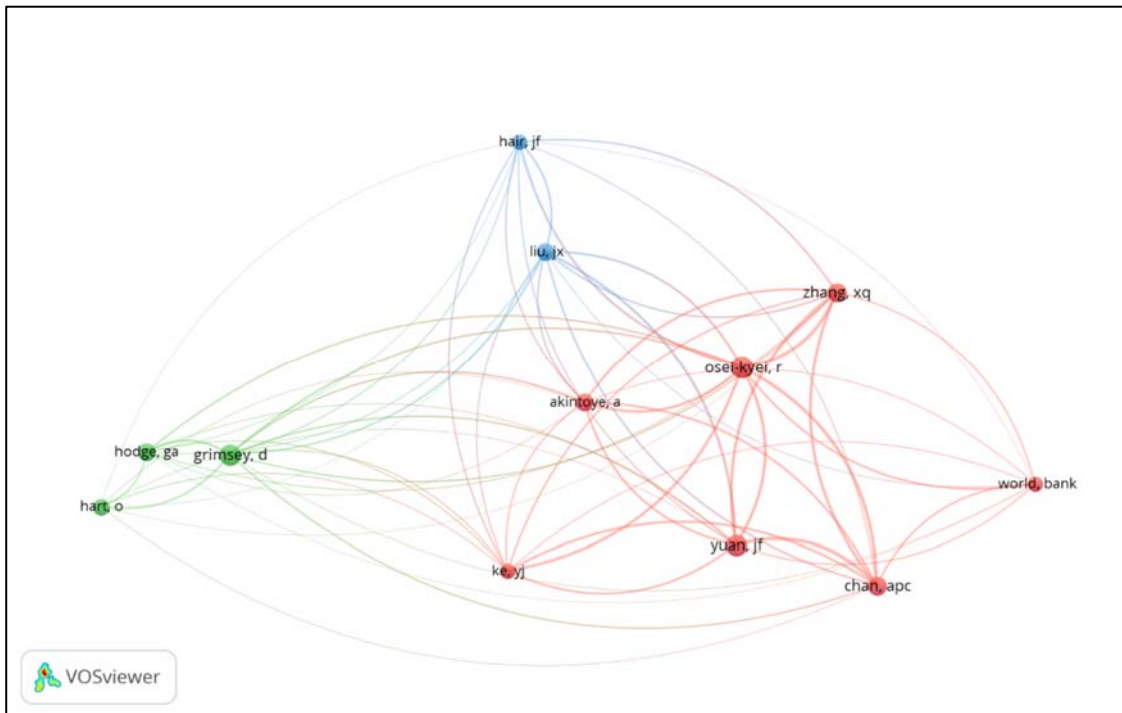 hair, jf
liu, jx
zhang, xq
osei-kyei, r
akintoye, a
hodge, ga
grimsey, d
world, bank
hart, o
yuan, jf
ke, yj
chan, apc
VOSviewer